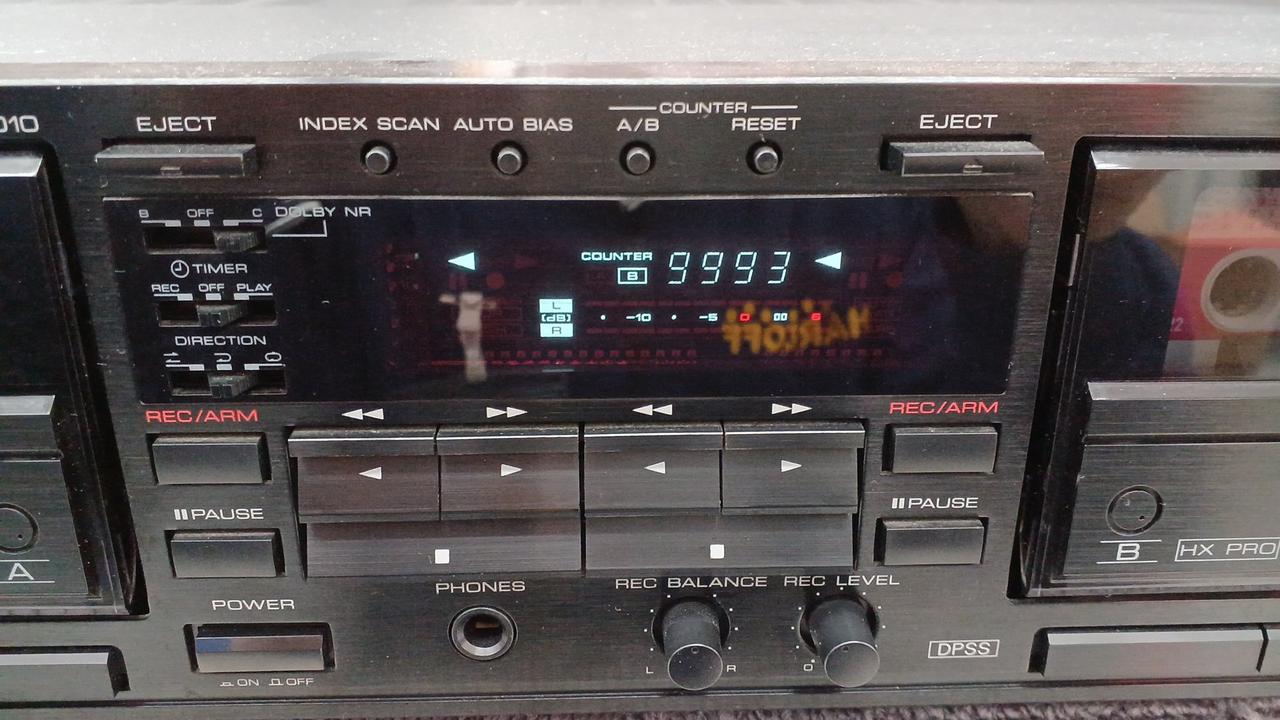 010
EJECT
INDEX SCAN
AUTO BIAS
COUNTER
A/B
RESET
EJECT
B OFF C DOLBY NR
TIMER
REC OFF PLAY
DIRECTION
COUNTER
B
9993
L
(dB)
R
-10
-5
0
8
HARIOFF
REC/ARM
REC/ARM
PAUSE
PAUSE
A
B
HX PRO
POWER
ON OFF
PHONES
REC BALANCE
L R
REC LEVEL
0
DPSS